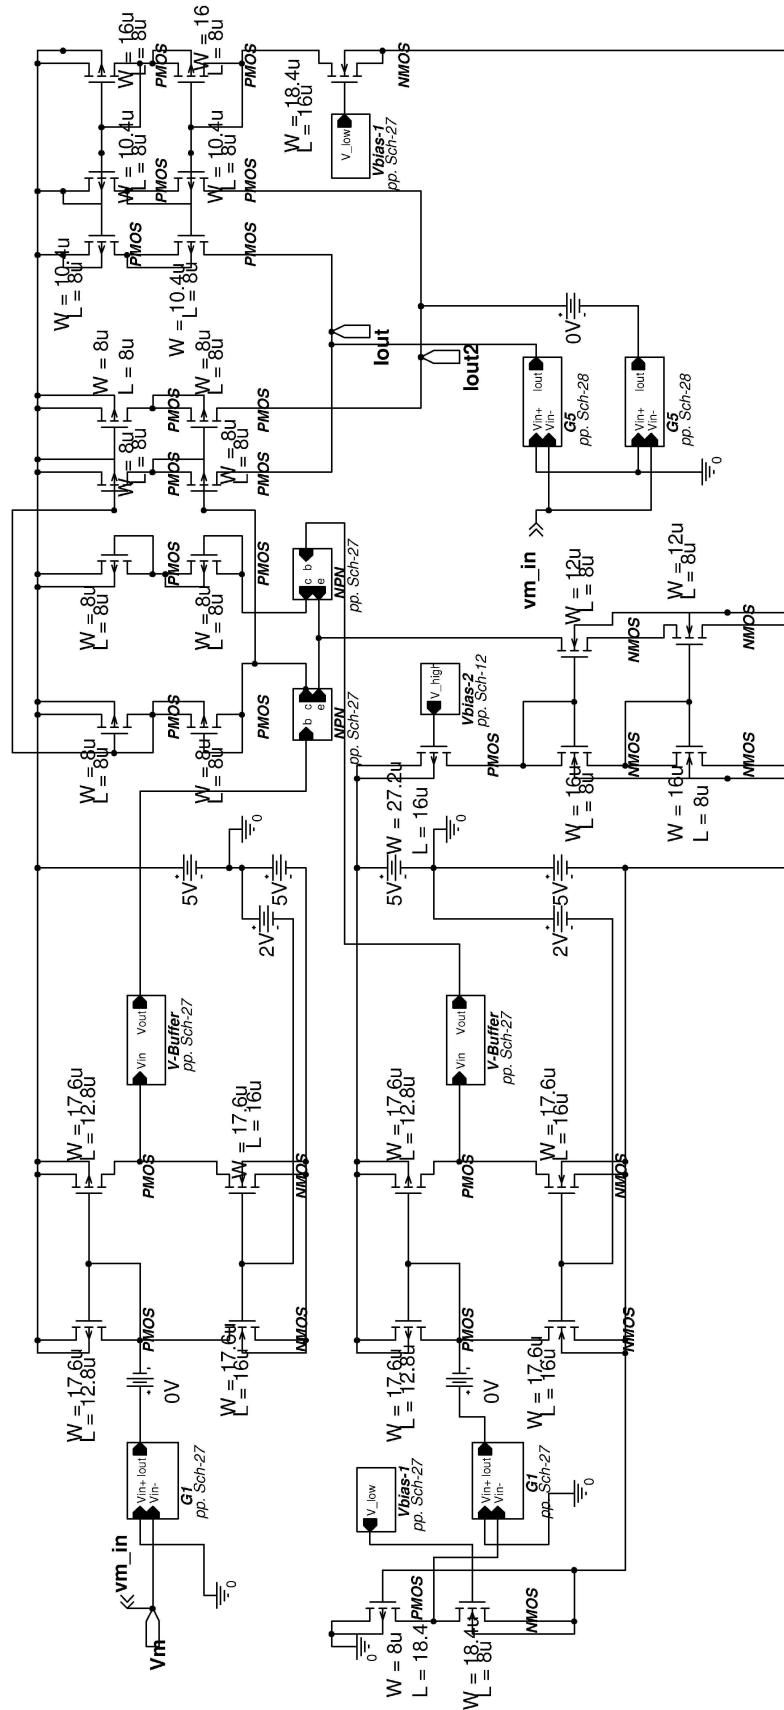 W = 16u
L = 8u
PMOS
W = 16
L = 8u
PMOS
W = 18.4u
L = 16u
NMOS
V_low
Vbias-1
pp. Sch-27
W = 10.4u
L = 8u
PMOS
W = 10.4u
L = 8u
PMOS
W = 10.4u
L = 8u
PMOS
W = 10.4u
L = 8u
PMOS
Iout
Iout2
0V
W = 8u
L = 8u
PMOS
W = 8u
L = 8u
PMOS
W = 8u
L = 8u
PMOS
W = 8u
L = 8u
PMOS
Vin+
Vin-
Iout
G5
pp. Sch-28
Vin+
Vin-
Iout
G5
pp. Sch-28
0
vm_in
W = 8u
L = 8u
PMOS
W = 8u
L = 8u
PMOS
c b
e
NPN
pp. Sch-27
W = 12u
L = 8u
NMOS
W = 12u
L = 8u
NMOS
W = 8u
L = 8u
PMOS
W = 8u
L = 8u
PMOS
b c
e
NPN
pp. Sch-27
V_high
Vbias-2
pp. Sch-12
W = 27.2u
L = 16u
PMOS
W = 16u
L = 8u
NMOS
W = 16u
L = 8u
NMOS
5V
0
5V
2V
5V
0
5V
2V
Vin Vout
V-Buffer
pp. Sch-27
Vin Vout
V-Buffer
pp. Sch-27
W = 17.6u
L = 12.8u
PMOS
W = 17.6u
L = 16u
NMOS
W = 17.6u
L = 12.8u
PMOS
W = 17.6u
L = 16u
NMOS
W = 17.6u
L = 12.8u
PMOS
W = 17.6u
L = 16u
NMOS
W = 17.6u
L = 12.8u
PMOS
W = 17.6u
L = 16u
NMOS
0V
0V
Vin+ Iout
Vin-
G1
pp. Sch-27
V_low
Vbias-1
pp. Sch-27
Vin+ Iout
Vin-
G1
pp. Sch-27
0
vm_in
Vm
0
0
W = 8u
L = 18.4
PMOS
W = 18.4u
L = 8u
NMOS